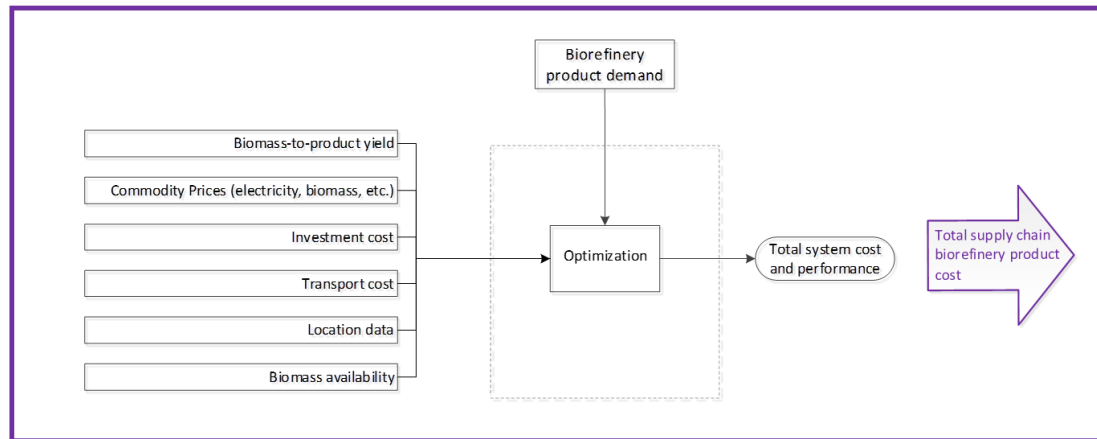 Biorefinery
product demand
Biomass-to-product yield
Commodity Prices (electricity, biomass, etc.)
Investment cost
Transport cost
Location data
Biomass availability
Optimization
Total system cost
and performance
Total supply chain
biorefinery product
cost